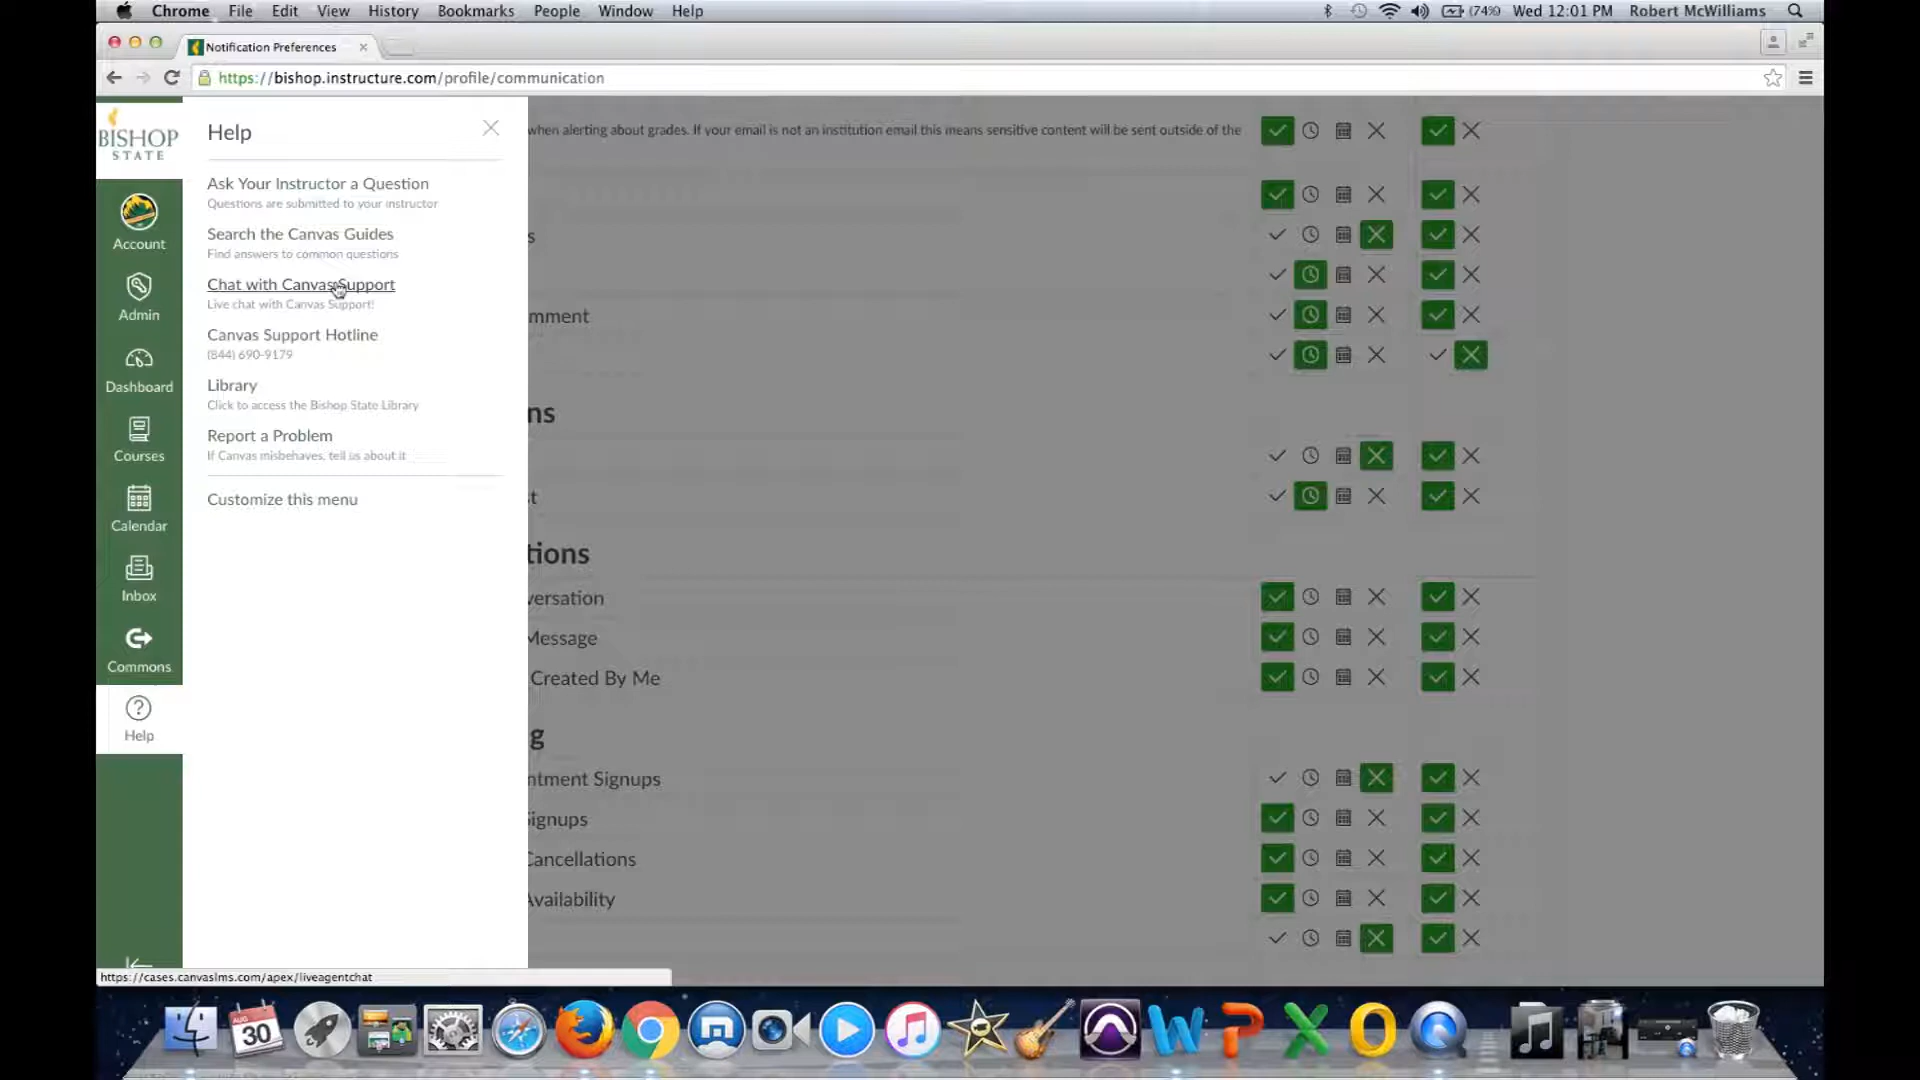 Chrome File Edit View History Bookmarks People Window Help (74%) Wed 12:01 PM Robert McWilliams
Notification Preferences
https://bishop.instructure.com/profile/communication
BISHOP
STATE
Account
Admin
Dashboard
Courses
Calendar
Inbox
Commons
Help
Help
Ask Your Instructor a Question
Questions are submitted to your instructor
Search the Canvas Guides
Find answers to common questions
Chat with Canvas Support
Live chat with Canvas Support!
Canvas Support Hotline
(844) 690-9179
Library
Click to access the Bishop State Library
Report a Problem
If Canvas misbehaves, tell us about it
Customize this menu
when alerting about grades. If your email is not an institution email this means sensitive content will be sent outside of the
s
mment
ns
t
tions
versation
Message
Created By Me
g
ntment Signups
Signups
Cancellations
Availability
https://cases.canvaslms.com/apex/liveagentchat
AUG
30